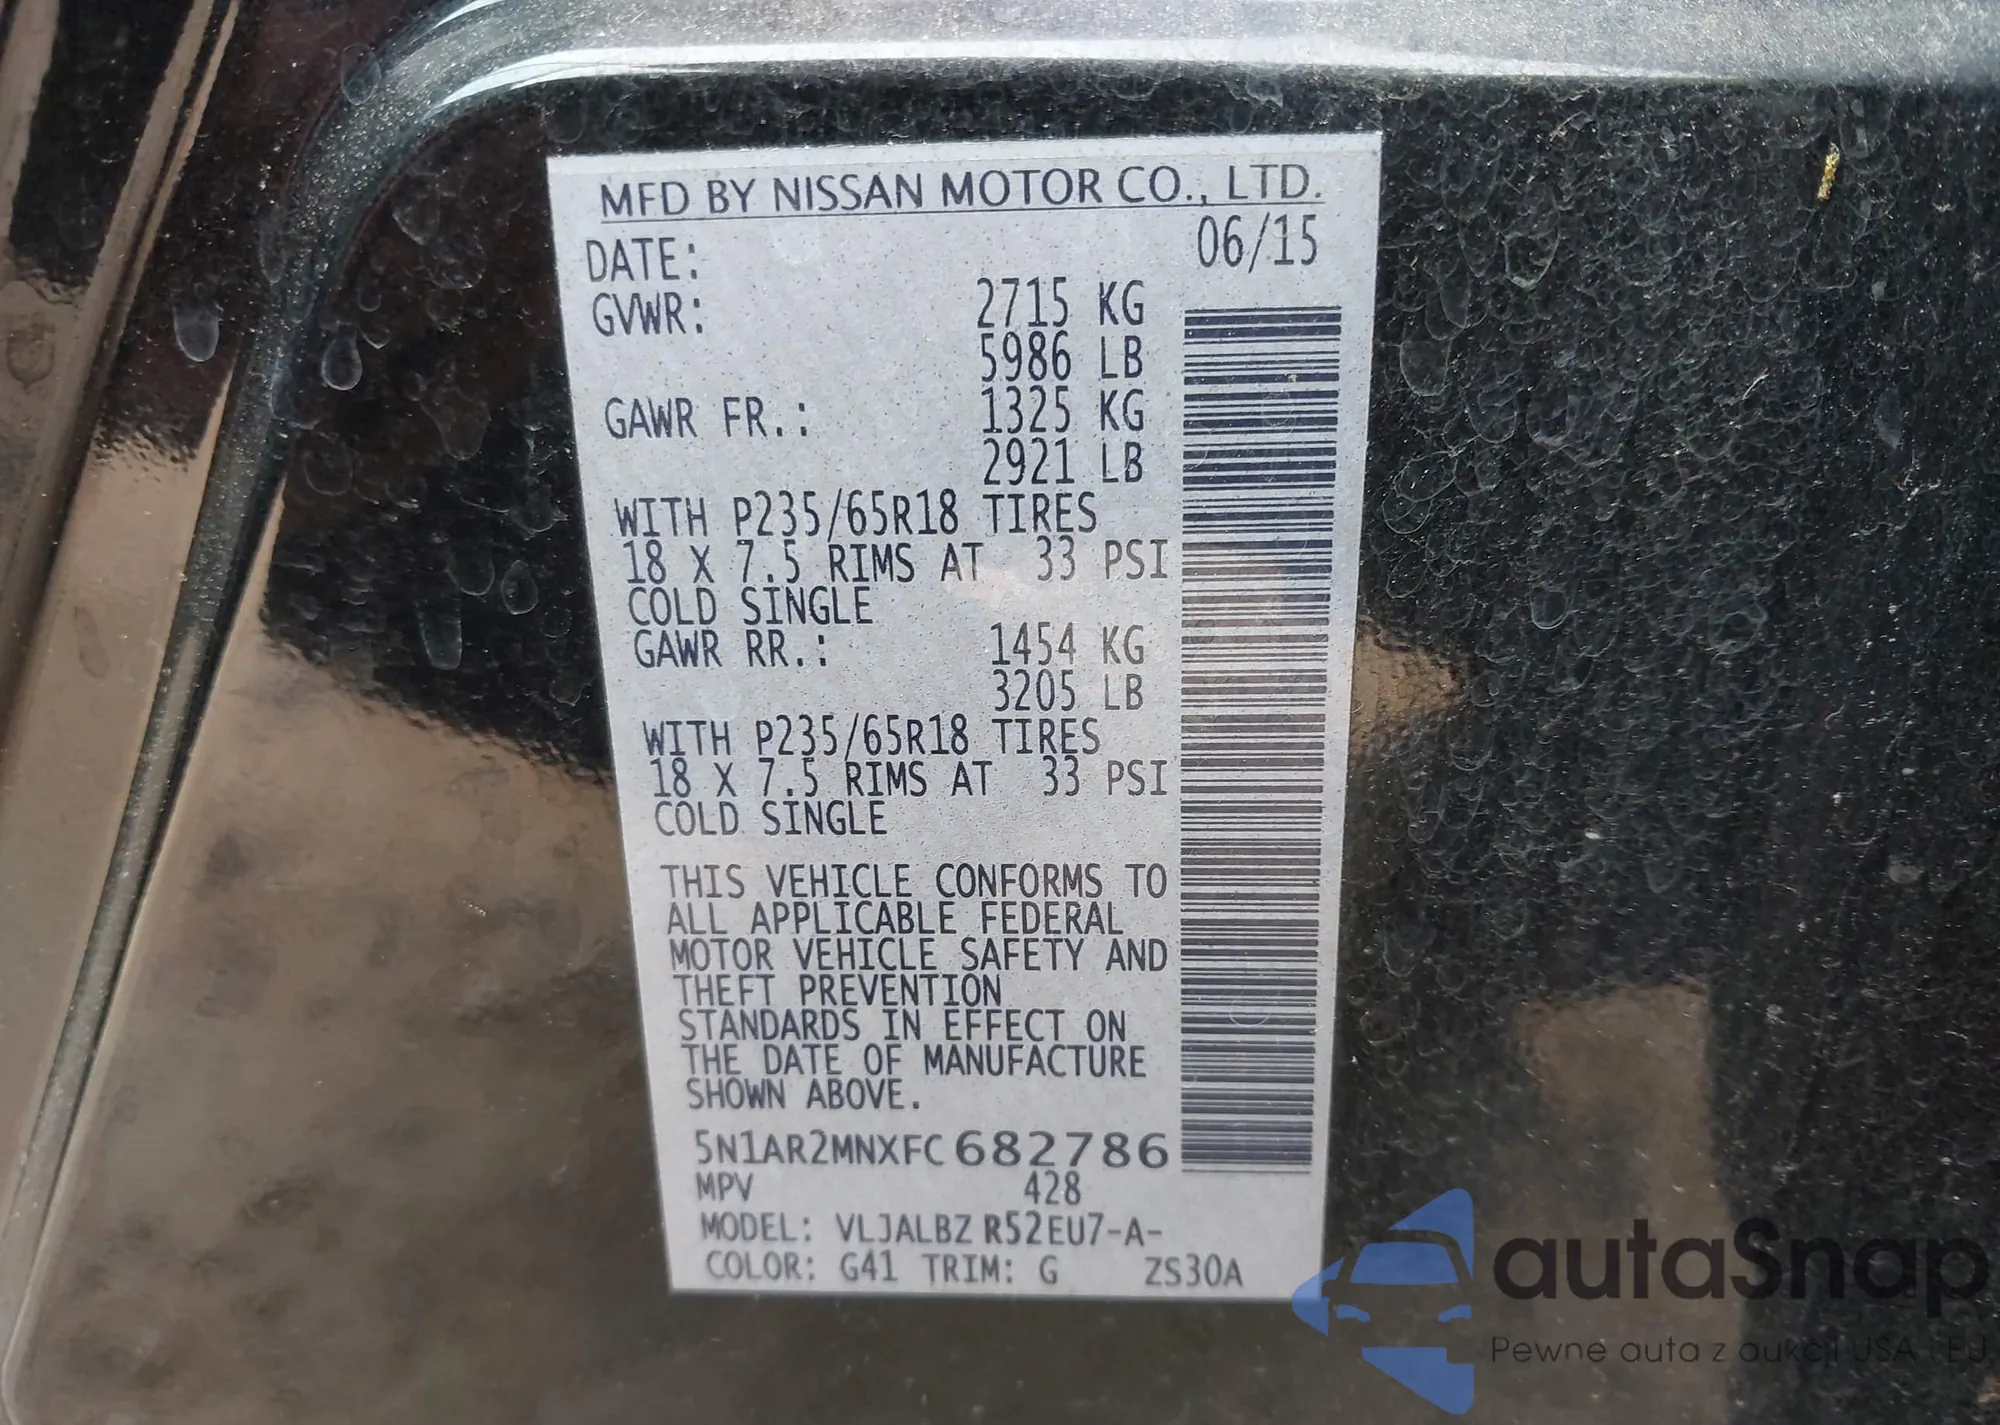 MFD BY NISSAN MOTOR CO., LTD.
DATE: 06/15
GVWR: 2715 KG
5986 LB
GAWR FR.: 1325 KG
2921 LB
WITH P235/65R18 TIRES
18 X 7.5 RIMS AT 33 PSI
COLD SINGLE
GAWR RR.: 1454 KG
3205 LB
WITH P235/65R18 TIRES
18 X 7.5 RIMS AT 33 PSI
COLD SINGLE
THIS VEHICLE CONFORMS TO
ALL APPLICABLE FEDERAL
MOTOR VEHICLE SAFETY AND
THEFT PREVENTION
STANDARDS IN EFFECT ON
THE DATE OF MANUFACTURE
SHOWN ABOVE.
5N1AR2MNXFC682786
MPV 428
MODEL: VLJALBZ R52EU7-A-
COLOR: G41 TRIM: G ZS30A
autaSnap
Pewne auta z aukcji USA i EU